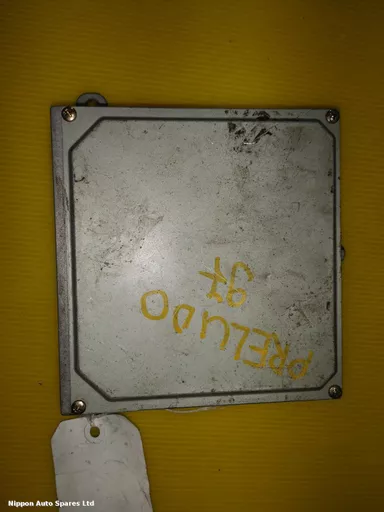 PRELUDO
97
Nippon Auto Spares Ltd